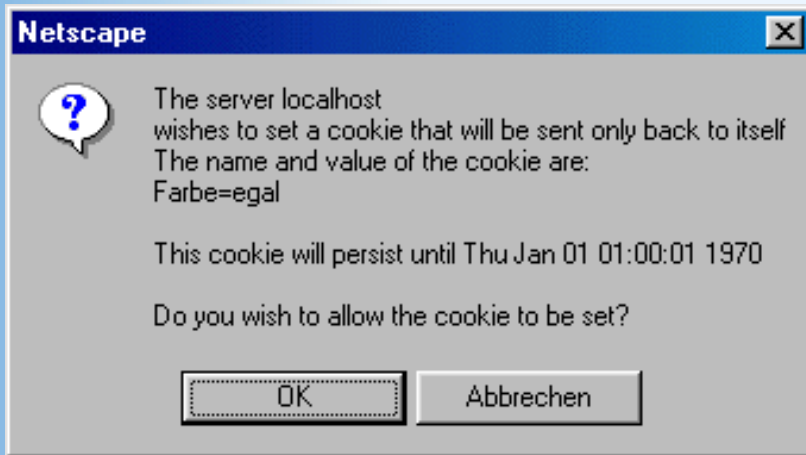 Netscape
The server localhost
wishes to set a cookie that will be sent only back to itself
The name and value of the cookie are:
Farbe=egal
This cookie will persist until Thu Jan 01 01:00:01 1970
Do you wish to allow the cookie to be set?
OK
Abbrechen